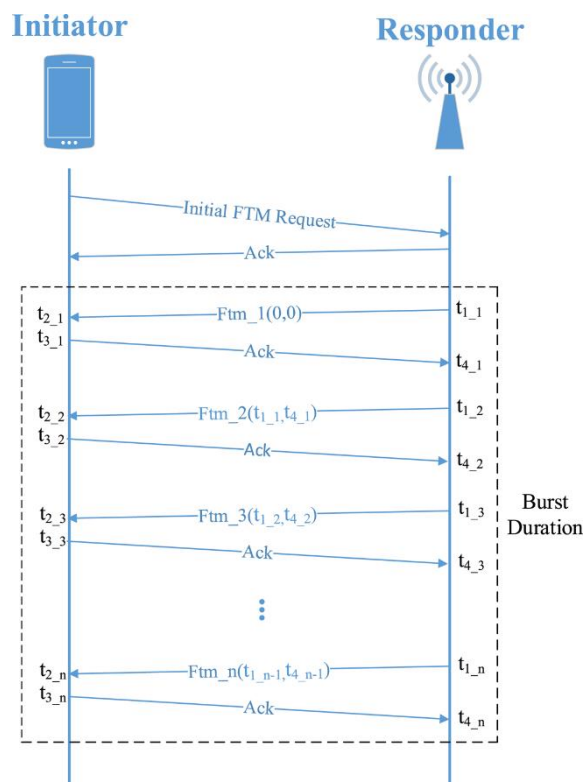 Initiator
Responder
Initial FTM Request
Ack
t2_1
Ftm_1(0,0)
t1_1
t3_1
Ack
t4_1
t2_2
Ftm_2(t1_1,t4_1)
t1_2
t3_2
Ack
t4_2
t2_3
Ftm_3(t1_2,t4_2)
t1_3
t3_3
Ack
t4_3
Burst
Duration
t2_n
Ftm_n(t1_n-1,t4_n-1)
t1_n
t3_n
Ack
t4_n